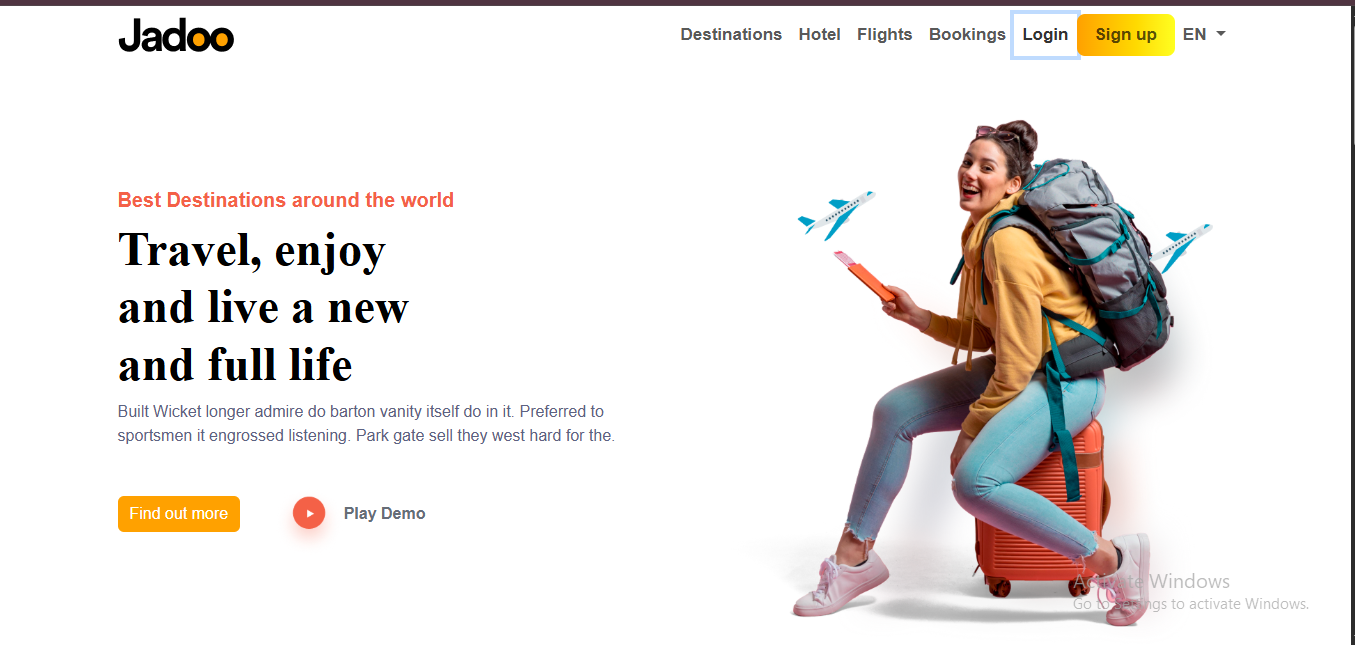 Jadoo
Destinations Hotel Flights Bookings Login Sign up EN
Best Destinations around the world
Travel, enjoy
and live a new
and full life
Built Wicket longer admire do barton vanity itself do in it. Preferred to
sportsmen it engrossed listening. Park gate sell they west hard for the.
Find out more
Play Demo
Activate Windows
Go to Settings to activate Windows.